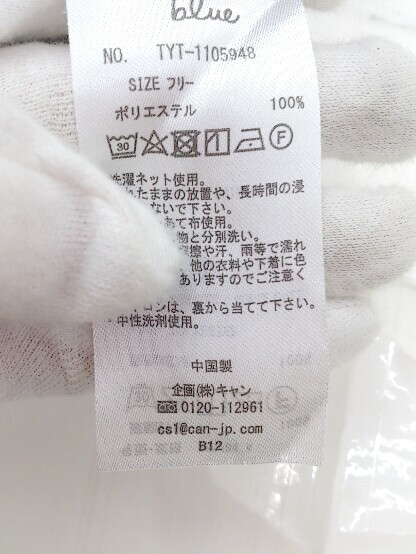 blue
NO. TYT-1105948
SIZE フリー
ポリエステル 100%
30 F
洗濯ネット使用。
たままの放置や、長時間の浸
ないで下さい。
あて布使用。
物と分別洗い。
擦や汗、雨等で濡れ
他の衣料や下着に色
ありますのでご注意く
ロンは、裏から当てて下さい。
・中性洗剤使用。
中国製
企画(株)キャン
0120-112961
cs1@can-jp.com
B12